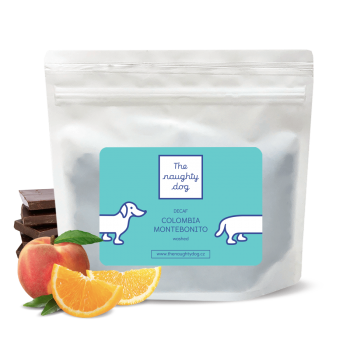 The
naughty
dog
DECAF
COLOMBIA
MONTEBONITO
washed
www.thenaughtydog.cz